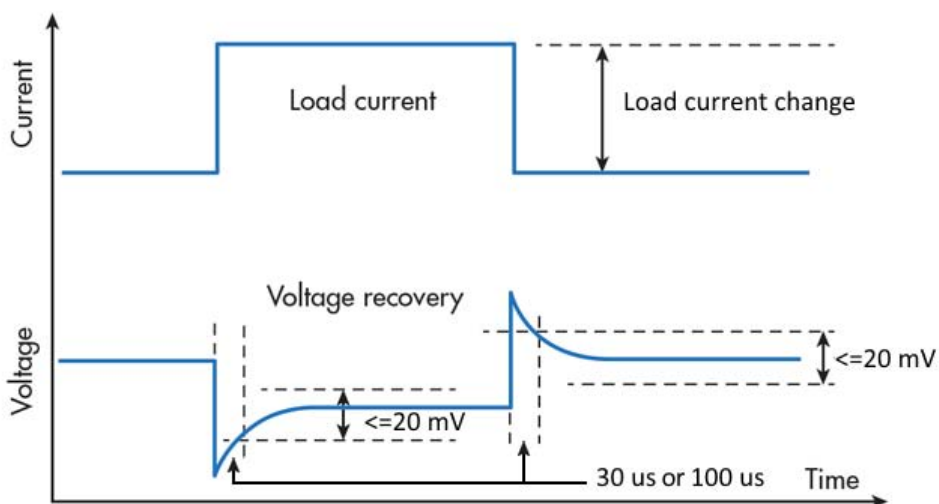 Current
Load current
Load current change
Voltage recovery
Voltage
<=20 mV
<=20 mV
30 us or 100 us
Time